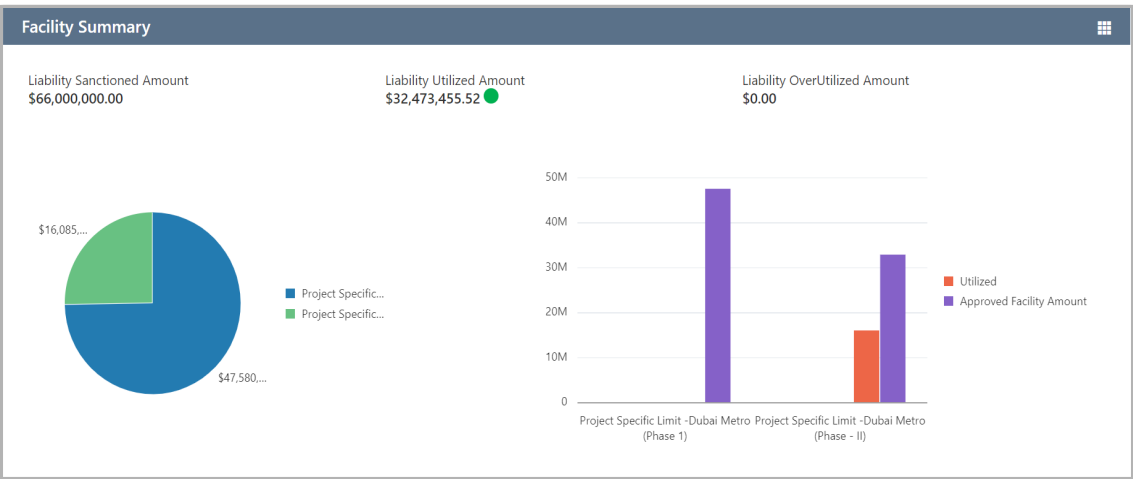 Facility Summary
Liability Sanctioned Amount
$66,000,000.00
Liability Utilized Amount
$32,473,455.52
Liability OverUtilized Amount
$0.00
$16,085,...
$47,580,...
Project Specific...
Project Specific...
50M
40M
30M
20M
10M
0
Project Specific Limit -Dubai Metro
(Phase 1)
Project Specific Limit -Dubai Metro
(Phase - II)
Utilized
Approved Facility Amount